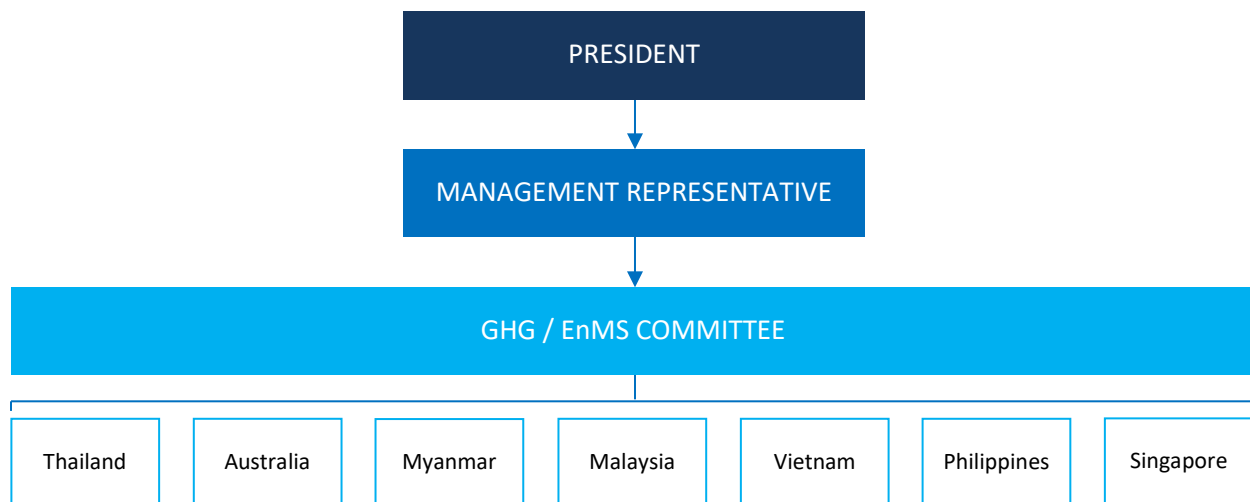 PRESIDENT
MANAGEMENT REPRESENTATIVE
GHG / EnMS COMMITTEE
Thailand
Australia
Myanmar
Malaysia
Vietnam
Philippines
Singapore